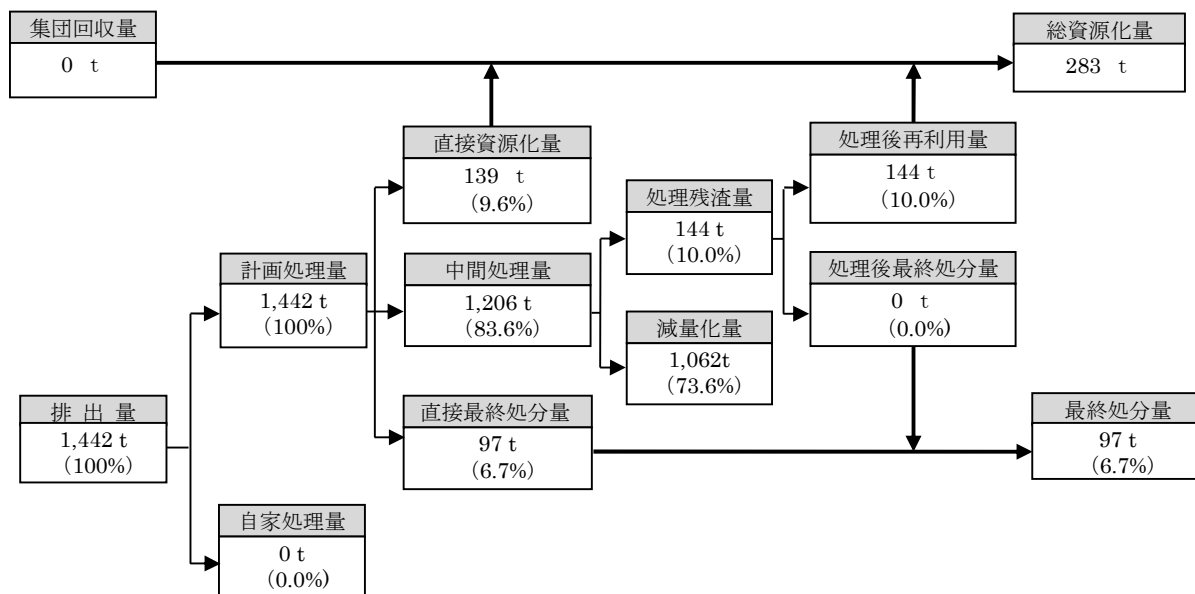 集団回収量
0 t
総資源化量
283 t
直接資源化量
139 t
(9.6%)
処理後再利用量
144 t
(10.0%)
処理残渣量
144 t
(10.0%)
計画処理量
1,442 t
(100%)
中間処理量
1,206 t
(83.6%)
処理後最終処分量
0 t
(0.0%)
減量化量
1,062t
(73.6%)
排 出 量
1,442 t
(100%)
直接最終処分量
97 t
(6.7%)
最終処分量
97 t
(6.7%)
自家処理量
0 t
(0.0%)